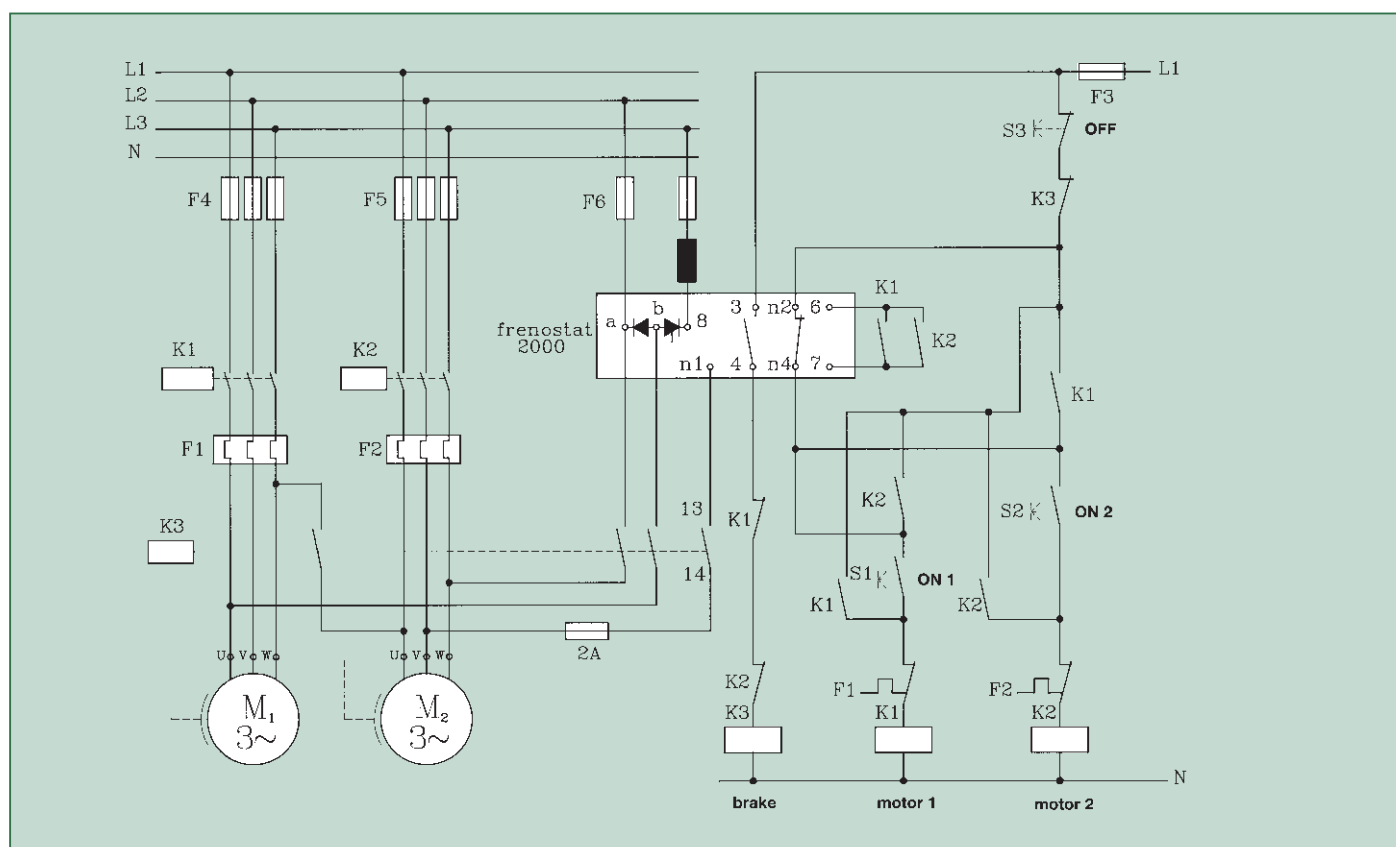 L1
L2
L3
N
L1
F3
S3
OFF
K3
F4
F5
F6
a
b
8
3
n2
6
n1
4
n4
7
frenostat
2000
K1
K2
K1
K2
K1
F1
F2
K3
13
14
2A
K1
K2
S1
ON 1
S2
ON 2
K1
K2
U
V
W
U
V
W
M1
3~
M2
3~
K2
K3
F1
K1
F2
K2
N
brake
motor 1
motor 2